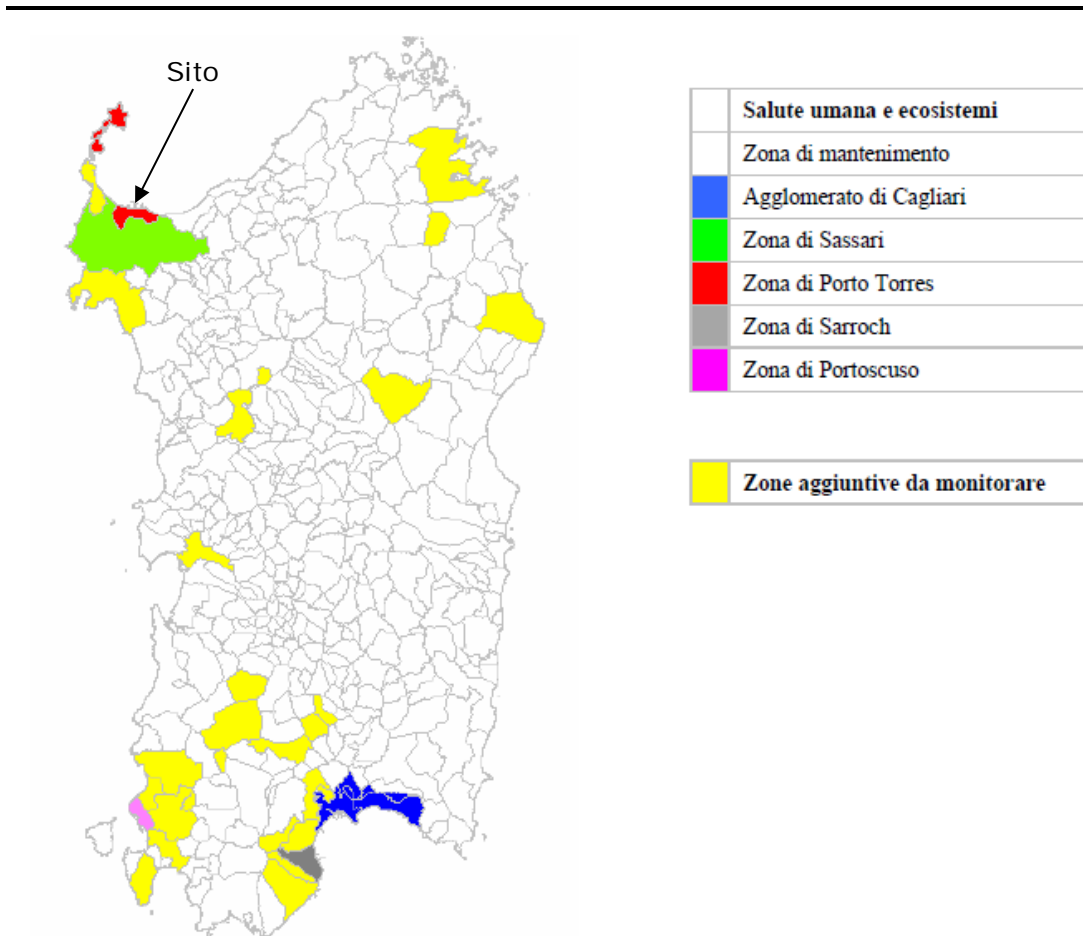 Sito
Salute umana e ecosistemi
Zona di mantenimento
Agglomerato di Cagliari
Zona di Sassari
Zona di Porto Torres
Zona di Sarroch
Zona di Portoscuso
Zone aggiuntive da monitorare